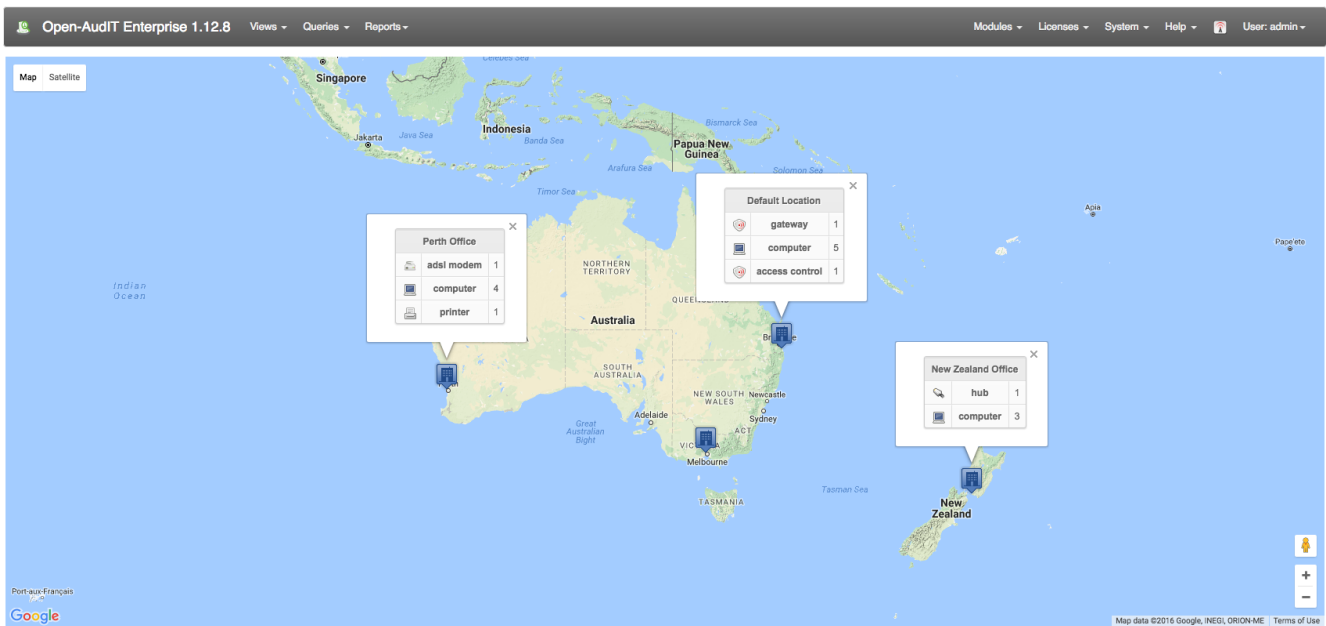 Open-AudIT Enterprise 1.12.8 Views Queries Reports Modules Licenses System Help User: admin
Map Satellite
Celebes Sea
Singapore
Indonesia
Jakarta
Java Sea
Banda Sea
Bismarck Sea
Papua New
Guinea
Arafura Sea
Solomon Sea
Timor Sea
Default Location
gateway 1
computer 5
access control 1
Perth Office
adsl modem 1
computer 4
printer 1
Apia
Pape'ete
Indian
Ocean
NORTHERN
TERRITORY
Australia
SOUTH
AUSTRALIA
NEW SOUTH
WALES
Newcastle
Adelaide
Sydney
ACT
Great
Australian
Bight
Melbourne
TASMANIA
Tasman Sea
New Zealand Office
hub 1
computer 3
New
Zealand
Port-aux-Français
Google
+
−
Map data ©2016 Google, INEGI, ORION-ME Terms of Use